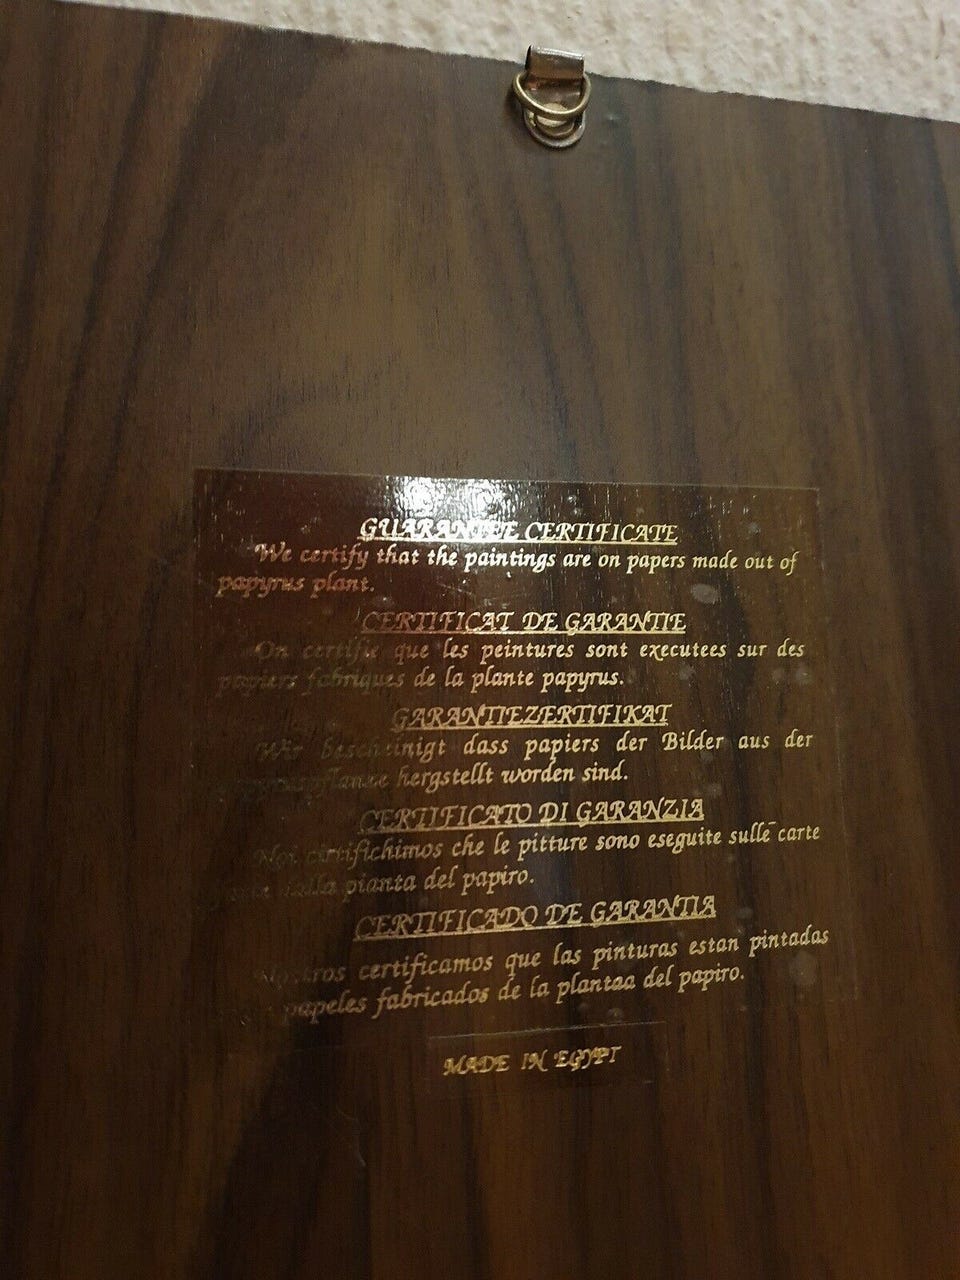 GUARANTEE CERTIFICATE
We certify that the paintings are on papers made out of
papyrus plant.
CERTIFICAT DE GARANTIE
On certifie que les peintures sont executees sur des
papiers fabriques de la plante papyrus.
GARANTIEZERTIFIKAT
Wir bescheinigt dass papiers der Bilder aus der
papyruspflanze hergstellt worden sind.
CERTIFICATO DI GARANZIA
Noi cirtifichimos che le pitture sono eseguite sulle carte
dalla pianta del papiro.
CERTIFICADO DE GARANTIA
certificamos que las pinturas estan pintadas
papeles fabricados de la plantaa del papiro.
MADE IN EGYPT